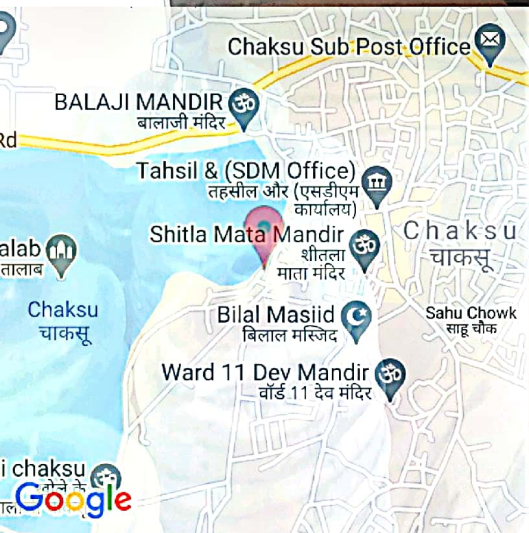 Chaksu Sub Post Office
BALAJI MANDIR
बालाजी मंदिर
Rd
Tahsil & (SDM Office)
तहसील और (एसडीएम
कार्यालय)
Shitla Mata Mandir
शीतला
माता मंदिर
Chaksu
चाकसू
alab
तालाब
Chaksu
चाकसू
Bilal Masjid
बिलाल मस्जिद
Sahu Chowk
साहू चौक
Ward 11 Dev Mandir
वॉर्ड 11 देव मंदिर
i chaksu
Google